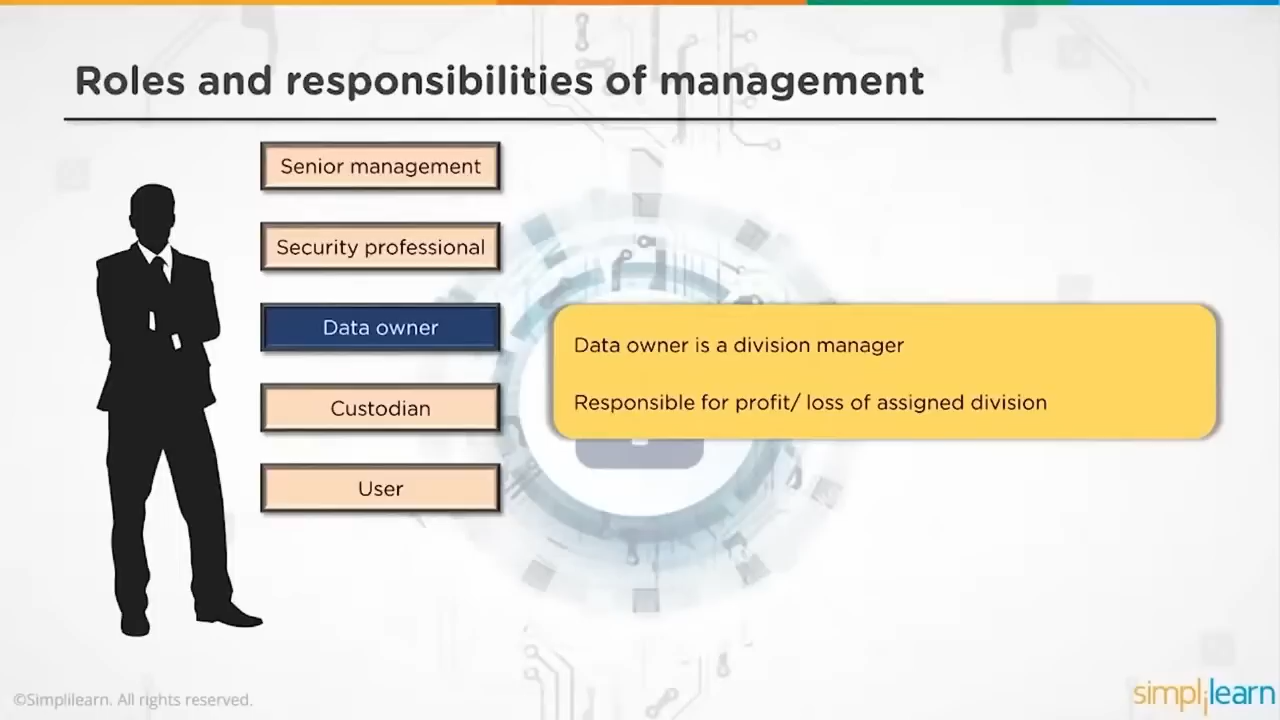 Roles and responsibilities of management
Senior management
Security professional
Data owner
Data owner is a division manager
Responsible for profit/ loss of assigned division
Custodian
User
©Simplilearn. All rights reserved.
simplilearn